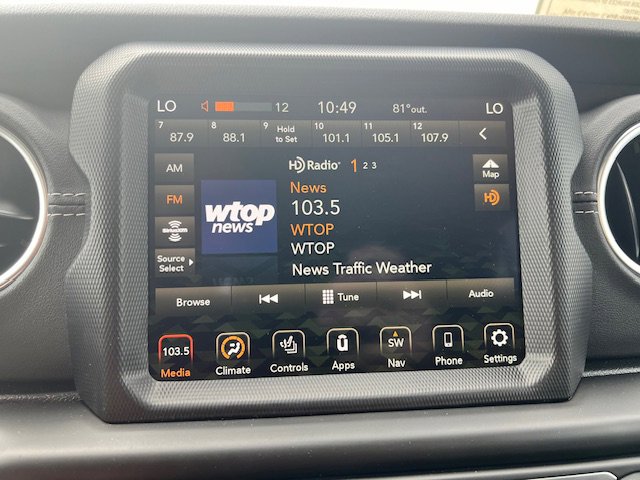 LO 12 10:49 81°out. LO
7 8 9 10 11 12
87.9 88.1 Hold to Set 101.1 105.1 107.9
AM
HD Radio 1 2 3
Map
FM
News
HD
103.5
wtop
news
SiriusXM
WTOP
WTOP
Source
Select
News Traffic Weather
Browse Tune Audio
103.5 SW
Media Climate Controls Apps Nav Phone Settings